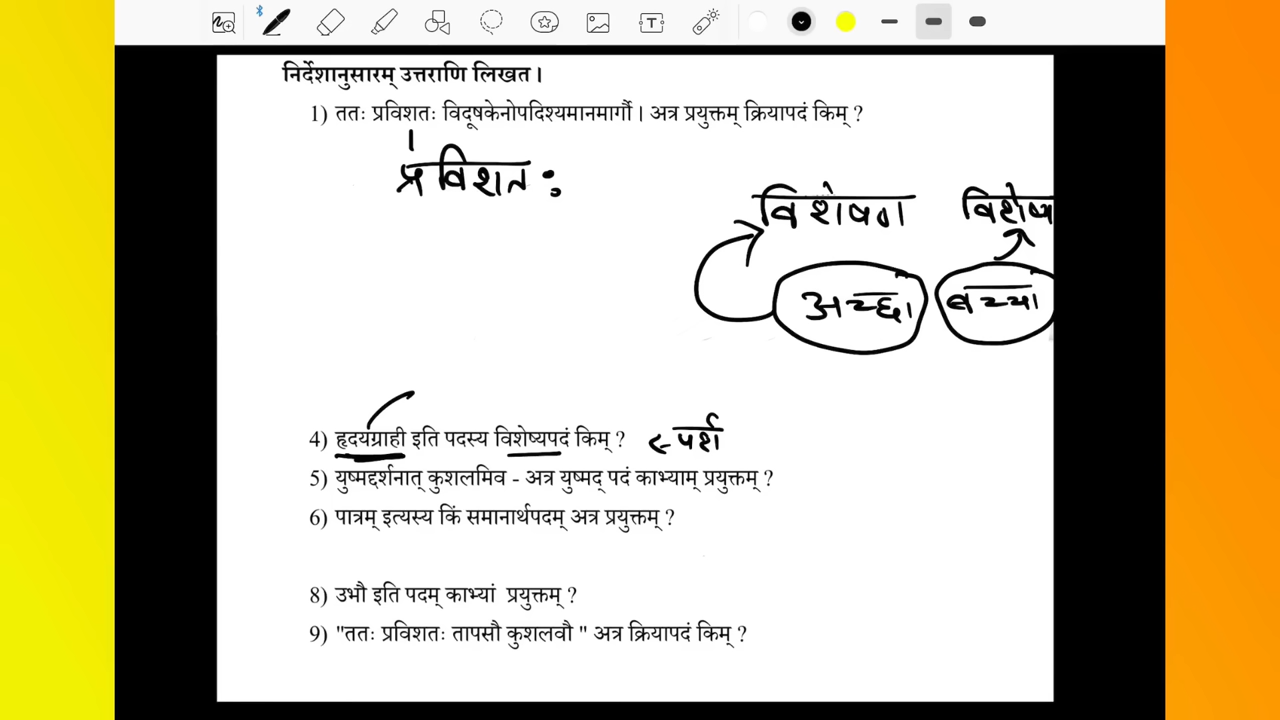 निर्देशानुसारम् उत्तराणि लिखत ।
1) ततः प्रविशतः विदूषकेनोपदिश्यमानमार्गौ । अत्र प्रयुक्तम् क्रियापदं किम् ?
प्रविशतः
विशेषण विशेष्य
अच्छा बच्चा
4) हृदयग्राही इति पदस्य विशेष्यपदं किम् ? स्पर्श
5) युष्मद्दर्शनात् कुशलमिव - अत्र युष्मद् पदं काभ्याम् प्रयुक्तम् ?
6) पात्रम् इत्यस्य किं समानार्थपदम् अत्र प्रयुक्तम् ?
8) उभौ इति पदम् काभ्यां प्रयुक्तम् ?
9) "ततः प्रविशतः तापसौ कुशलवौ " अत्र क्रियापदं किम् ?